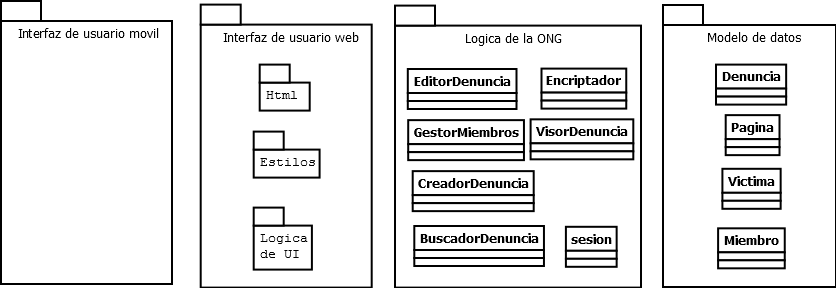 Interfaz de usuario movil
Interfaz de usuario web
Html
Estilos
Logica
de UI
Logica de la ONG
EditorDenuncia
Encriptador
GestorMiembros
VisorDenuncia
CreadorDenuncia
BuscadorDenuncia
sesion
Modelo de datos
Denuncia
Pagina
Victima
Miembro